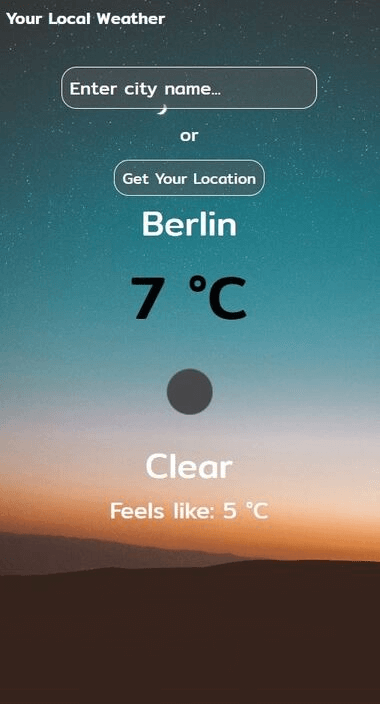 Your Local Weather
Enter city name...
or
Get Your Location
Berlin
7 °C
Clear
Feels like: 5 °C